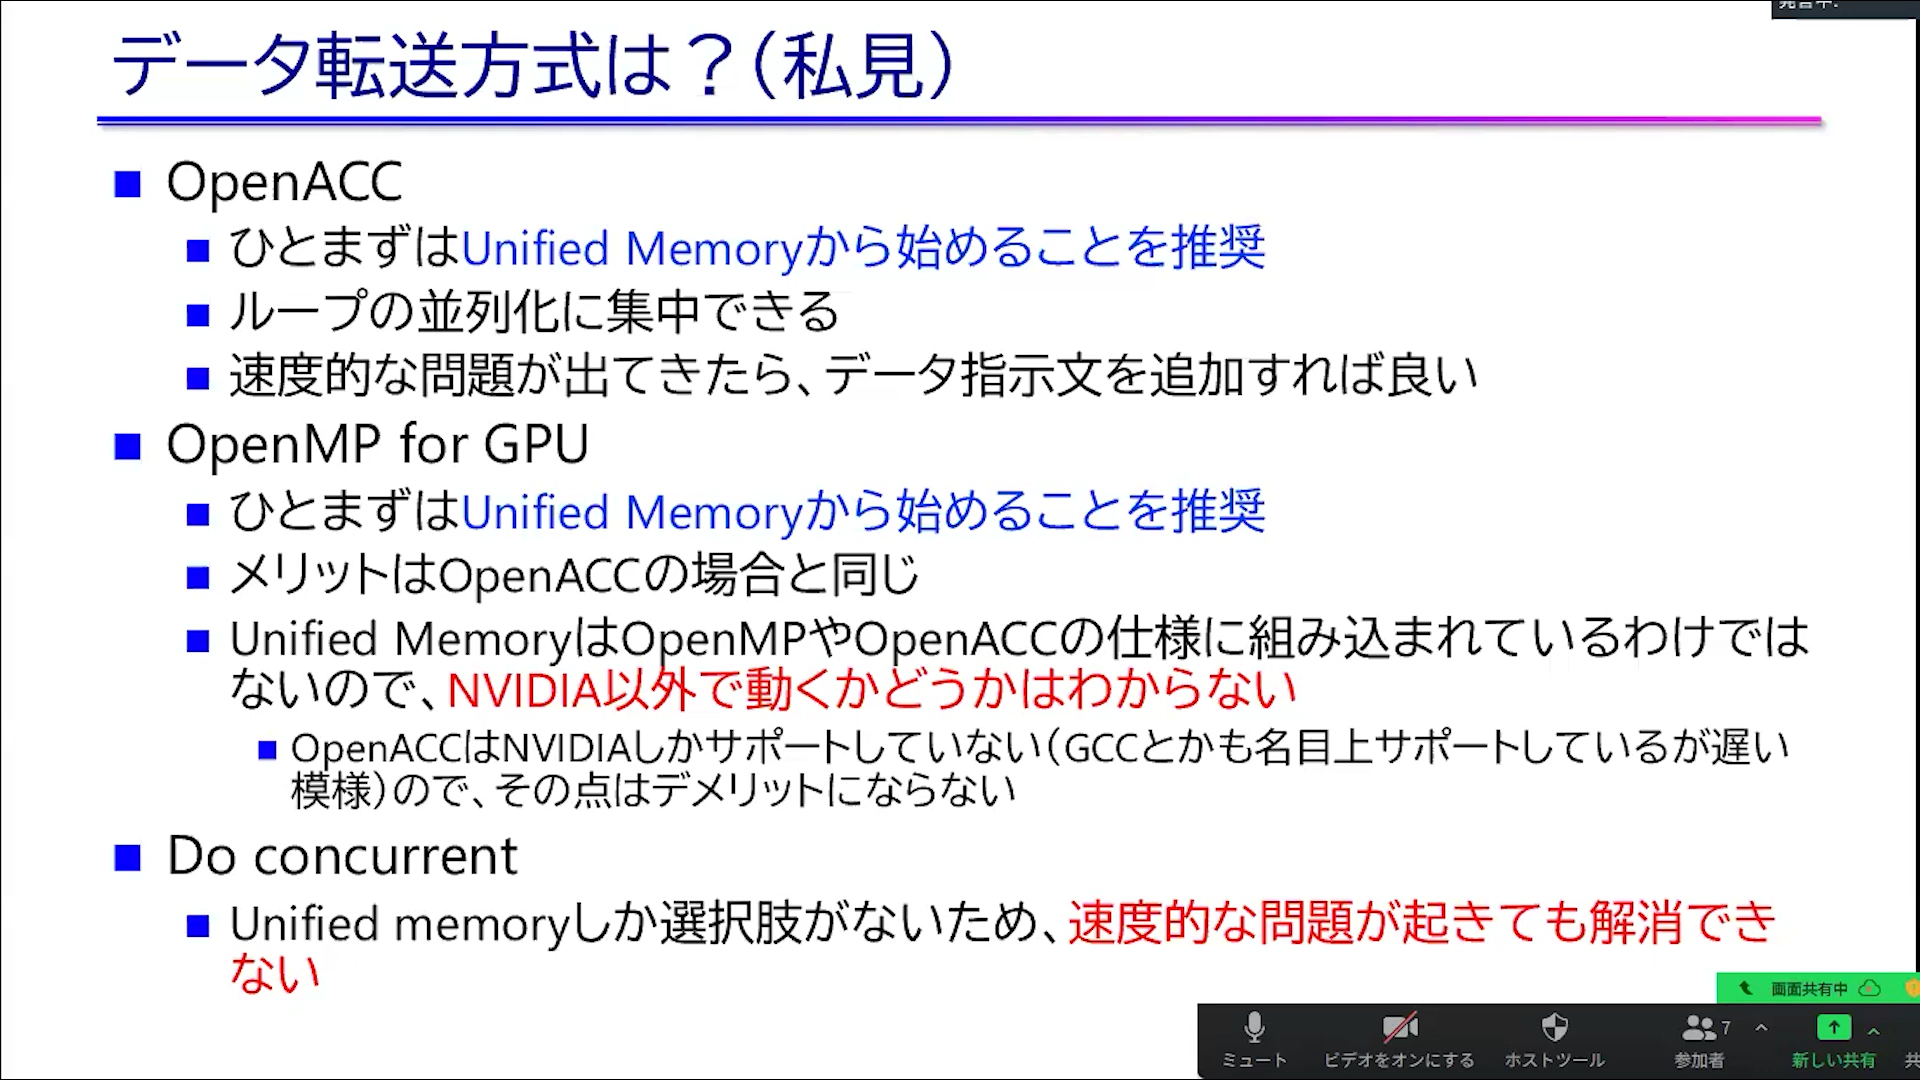 発言中:
データ転送方式は？（私見）
OpenACC
ひとまずはUnified Memoryから始めることを推奨
ループの並列化に集中できる
速度的な問題が出てきたら、データ指示文を追加すれば良い
OpenMP for GPU
ひとまずはUnified Memoryから始めることを推奨
メリットはOpenACCの場合と同じ
Unified MemoryはOpenMPやOpenACCの仕様に組み込まれているわけでは
ないので、NVIDIA以外で動くかどうかはわからない
OpenACCはNVIDIAしかサポートしていない（GCCとかも名目上サポートしているが遅い
模様）ので、その点はデメリットにならない
Do concurrent
Unified memoryしか選択肢がないため、速度的な問題が起きても解消でき
ない
画面共有中
7
ミュート ビデオをオンにする ホストツール 参加者 新しい共有 共